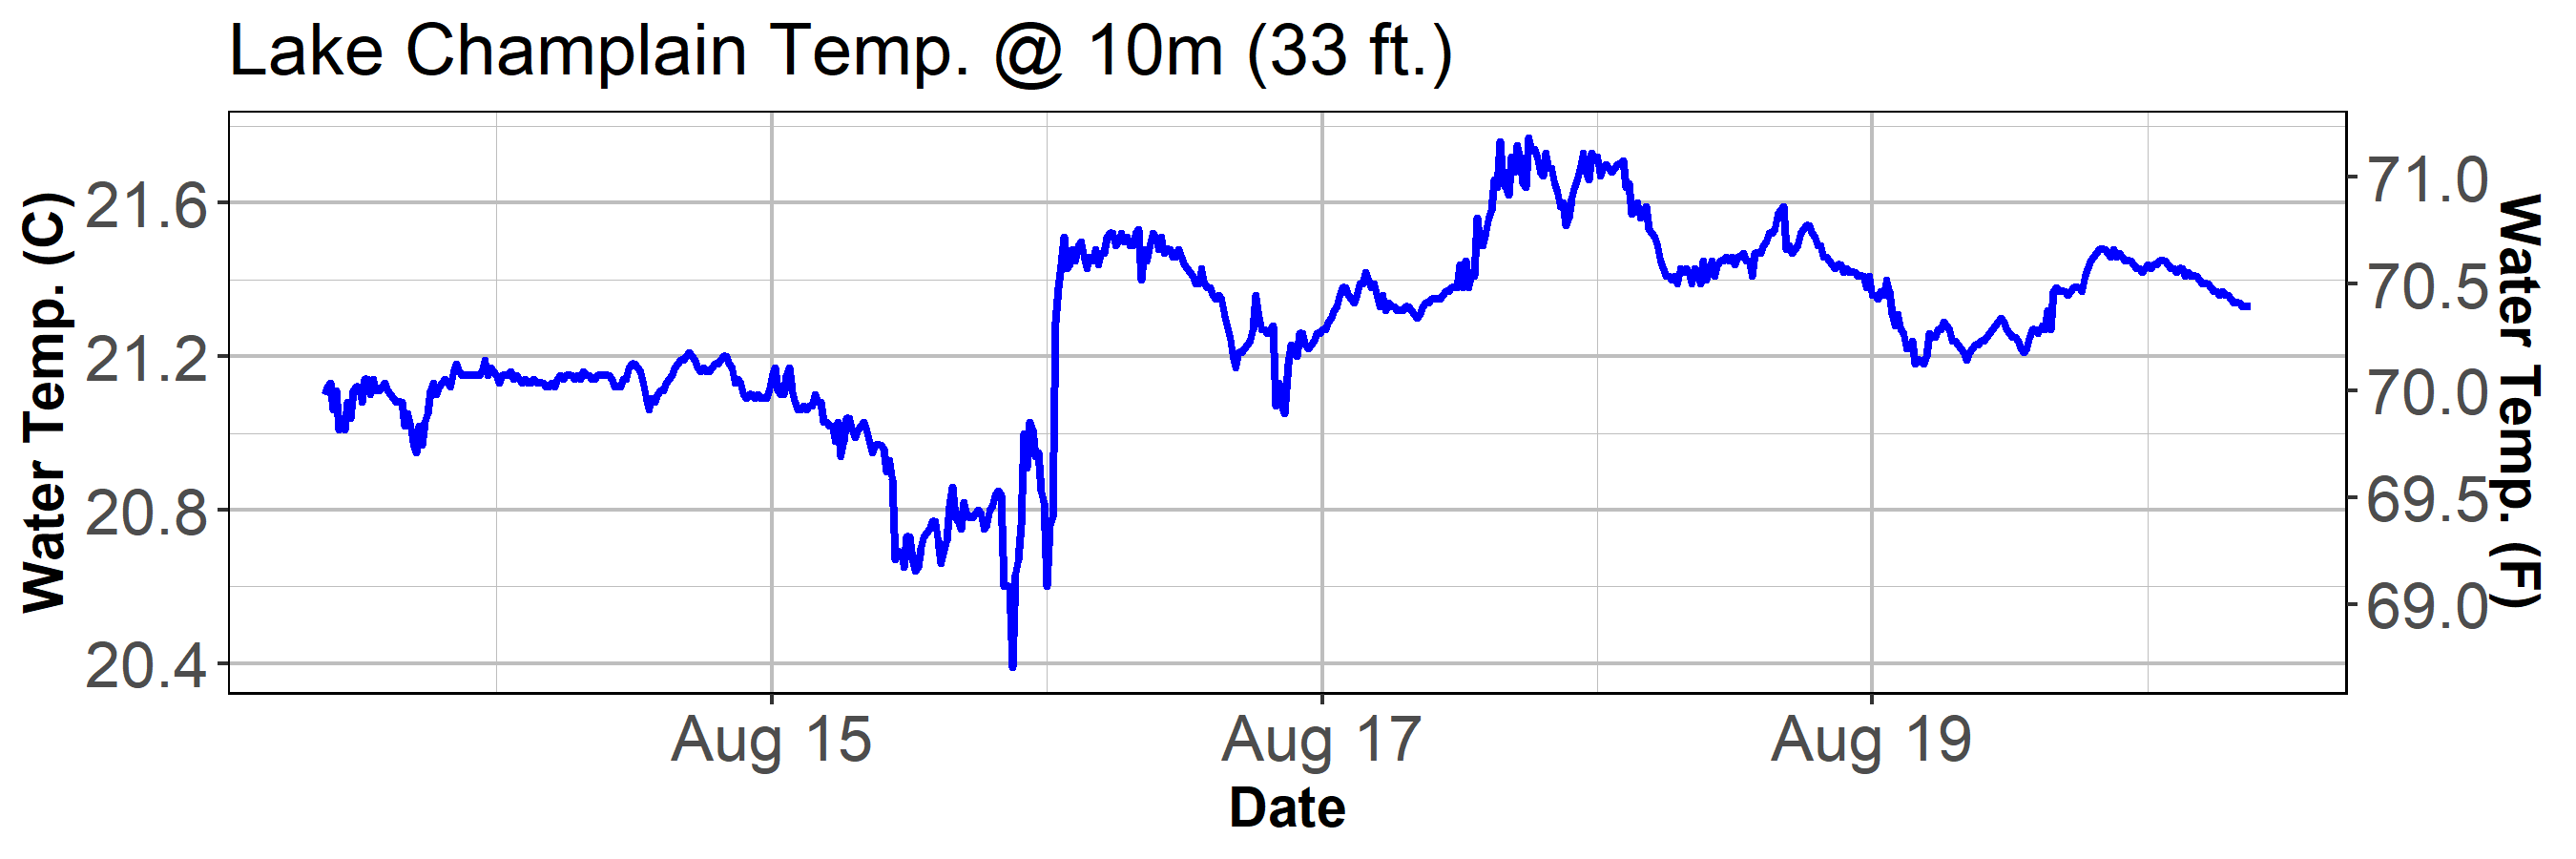 Lake Champlain Temp. @ 10m (33 ft.)
Water Temp. (C)
21.6
21.2
20.8
20.4
71.0
70.5
70.0
69.5
69.0
Water Temp. (F)
Aug 15 Aug 17 Aug 19
Date